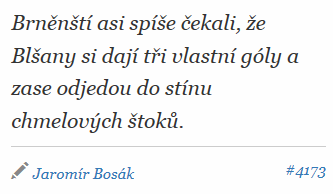 Brněnští asi spíše čekali, že
Blšany si dají tři vlastní góly a
zase odjedou do stínu
chmelových štoků.
Jaromír Bosák #4173